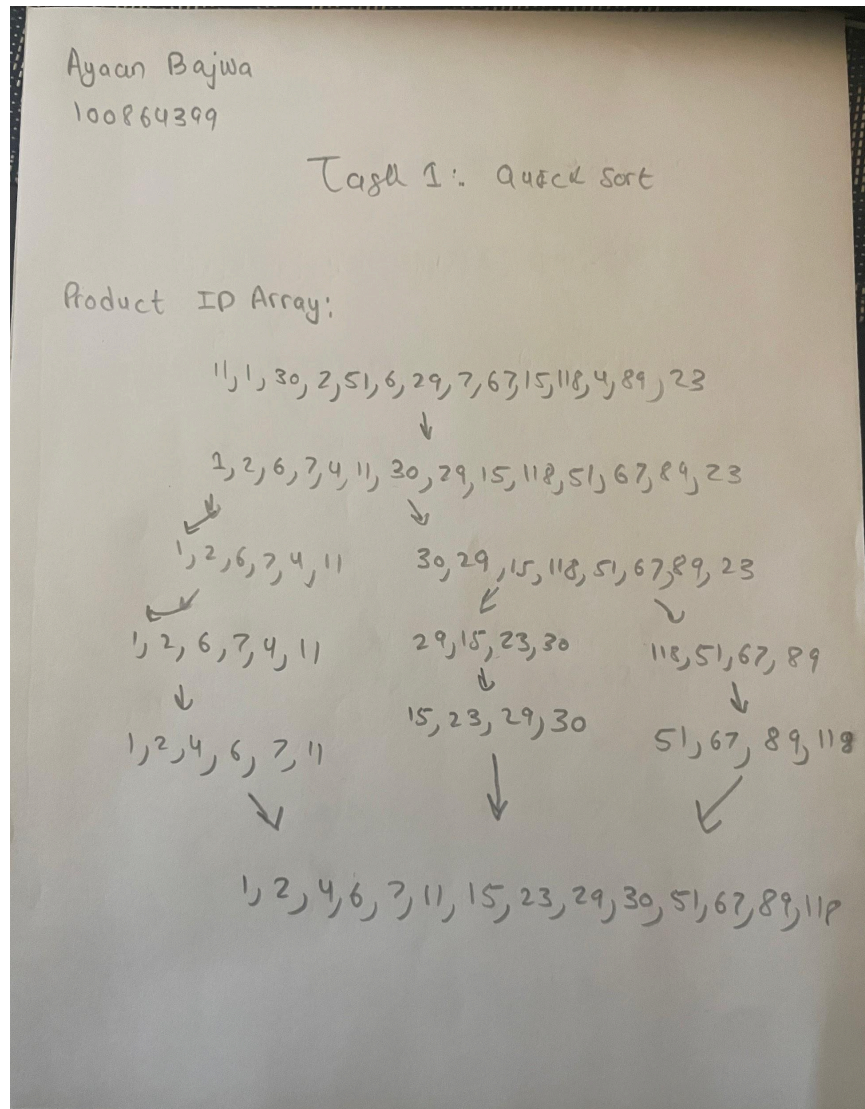 Ayaan Bajwa
100864399
Task 1:. Quick Sort
Product ID Array:
11, 1, 30, 2, 51, 6, 29, 7, 67, 15, 118, 4, 89, 23
1, 2, 6, 7, 4, 11, 30, 29, 15, 118, 51, 67, 89, 23
1, 2, 6, 7, 4, 11 30, 29, 15, 118, 51, 67, 89, 23
1, 2, 6, 7, 4, 11 29, 15, 23, 30 118, 51, 67, 89
1, 2, 4, 6, 7, 11 15, 23, 29, 30 51, 67, 89, 118
1, 2, 4, 6, 7, 11, 15, 23, 29, 30, 51, 67, 89, 118